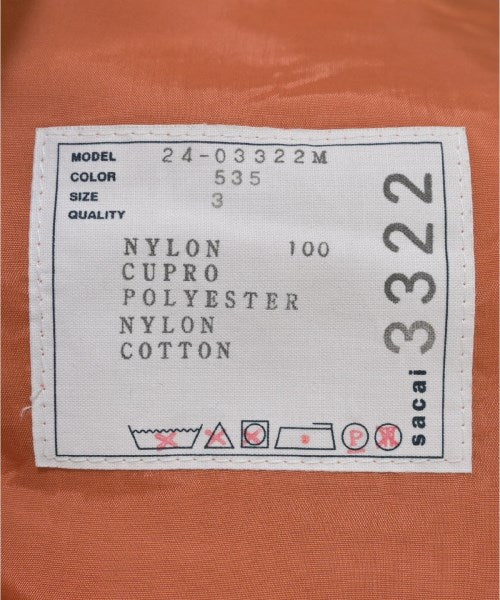 MODEL 24-03322M
COLOR 535
SIZE 3
QUALITY
NYLON 100
CUPRO
POLYESTER
NYLON
COTTON
P
sacai 3322